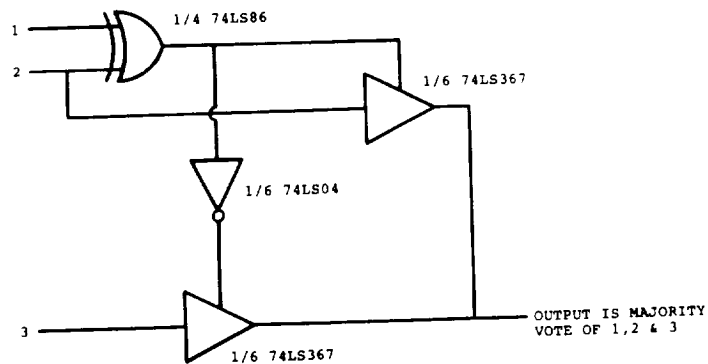 1/4 74LS86
1
2
1/6 74LS367
1/6 74LS04
3
OUTPUT IS MAJORITY
VOTE OF 1,2 & 3
1/6 74LS367